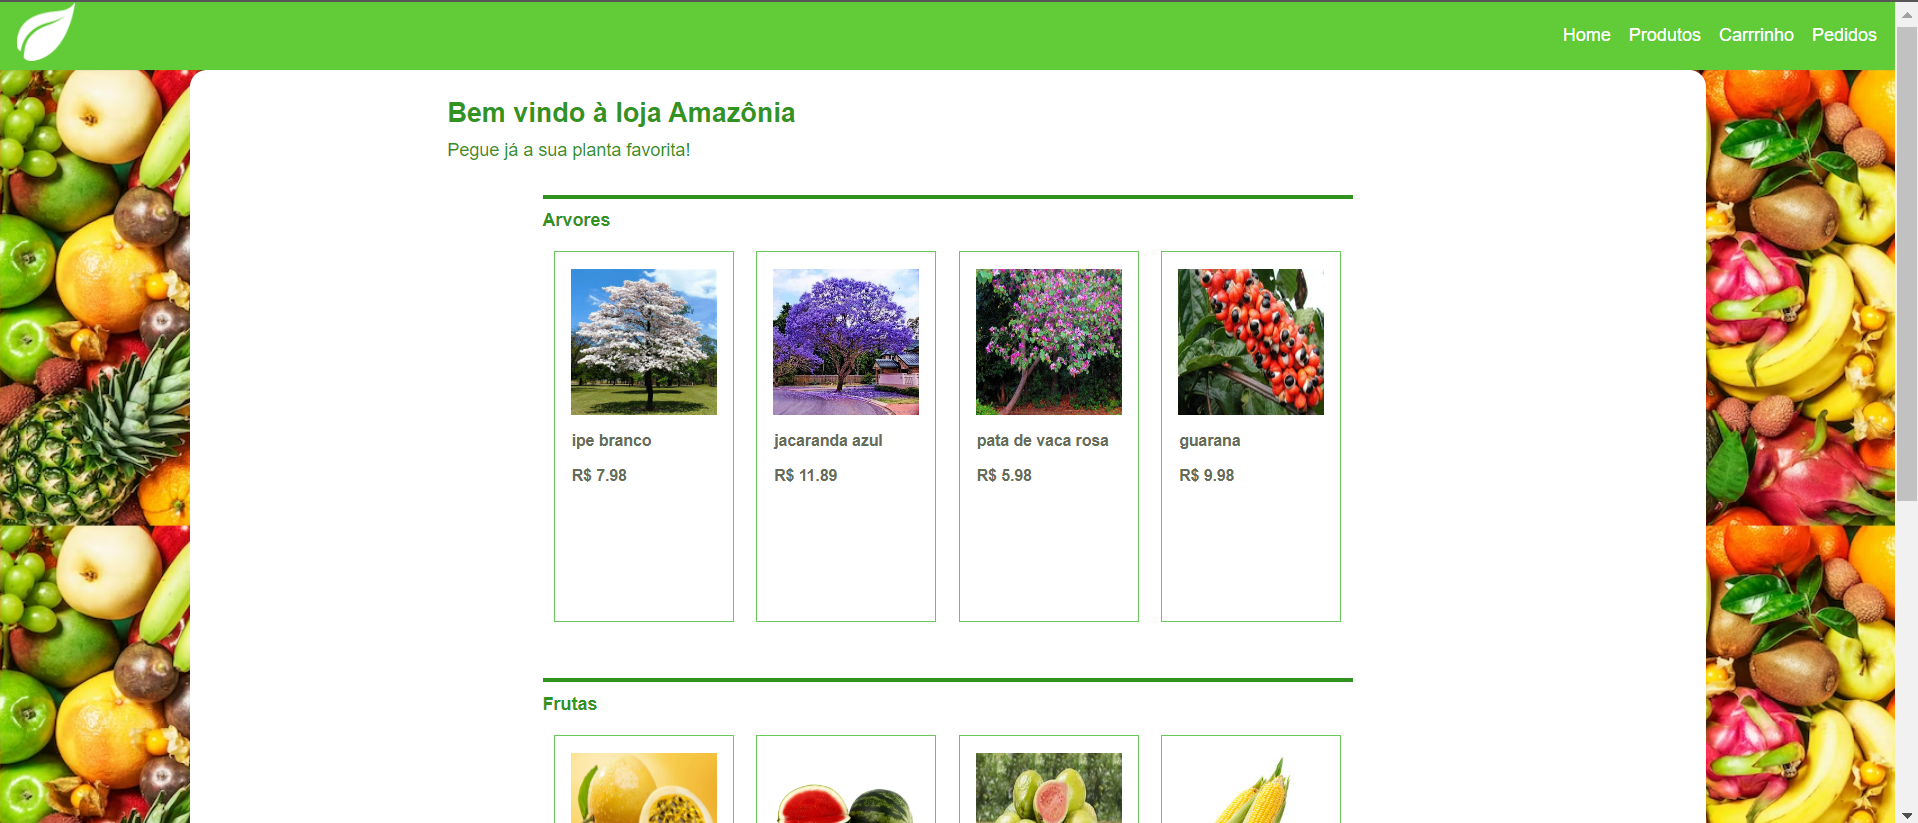 Home Produtos Carrrinho Pedidos
Bem vindo à loja Amazônia
Pegue já a sua planta favorita!
Arvores
ipe branco
R$ 7.98
jacaranda azul
R$ 11.89
pata de vaca rosa
R$ 5.98
guarana
R$ 9.98
Frutas